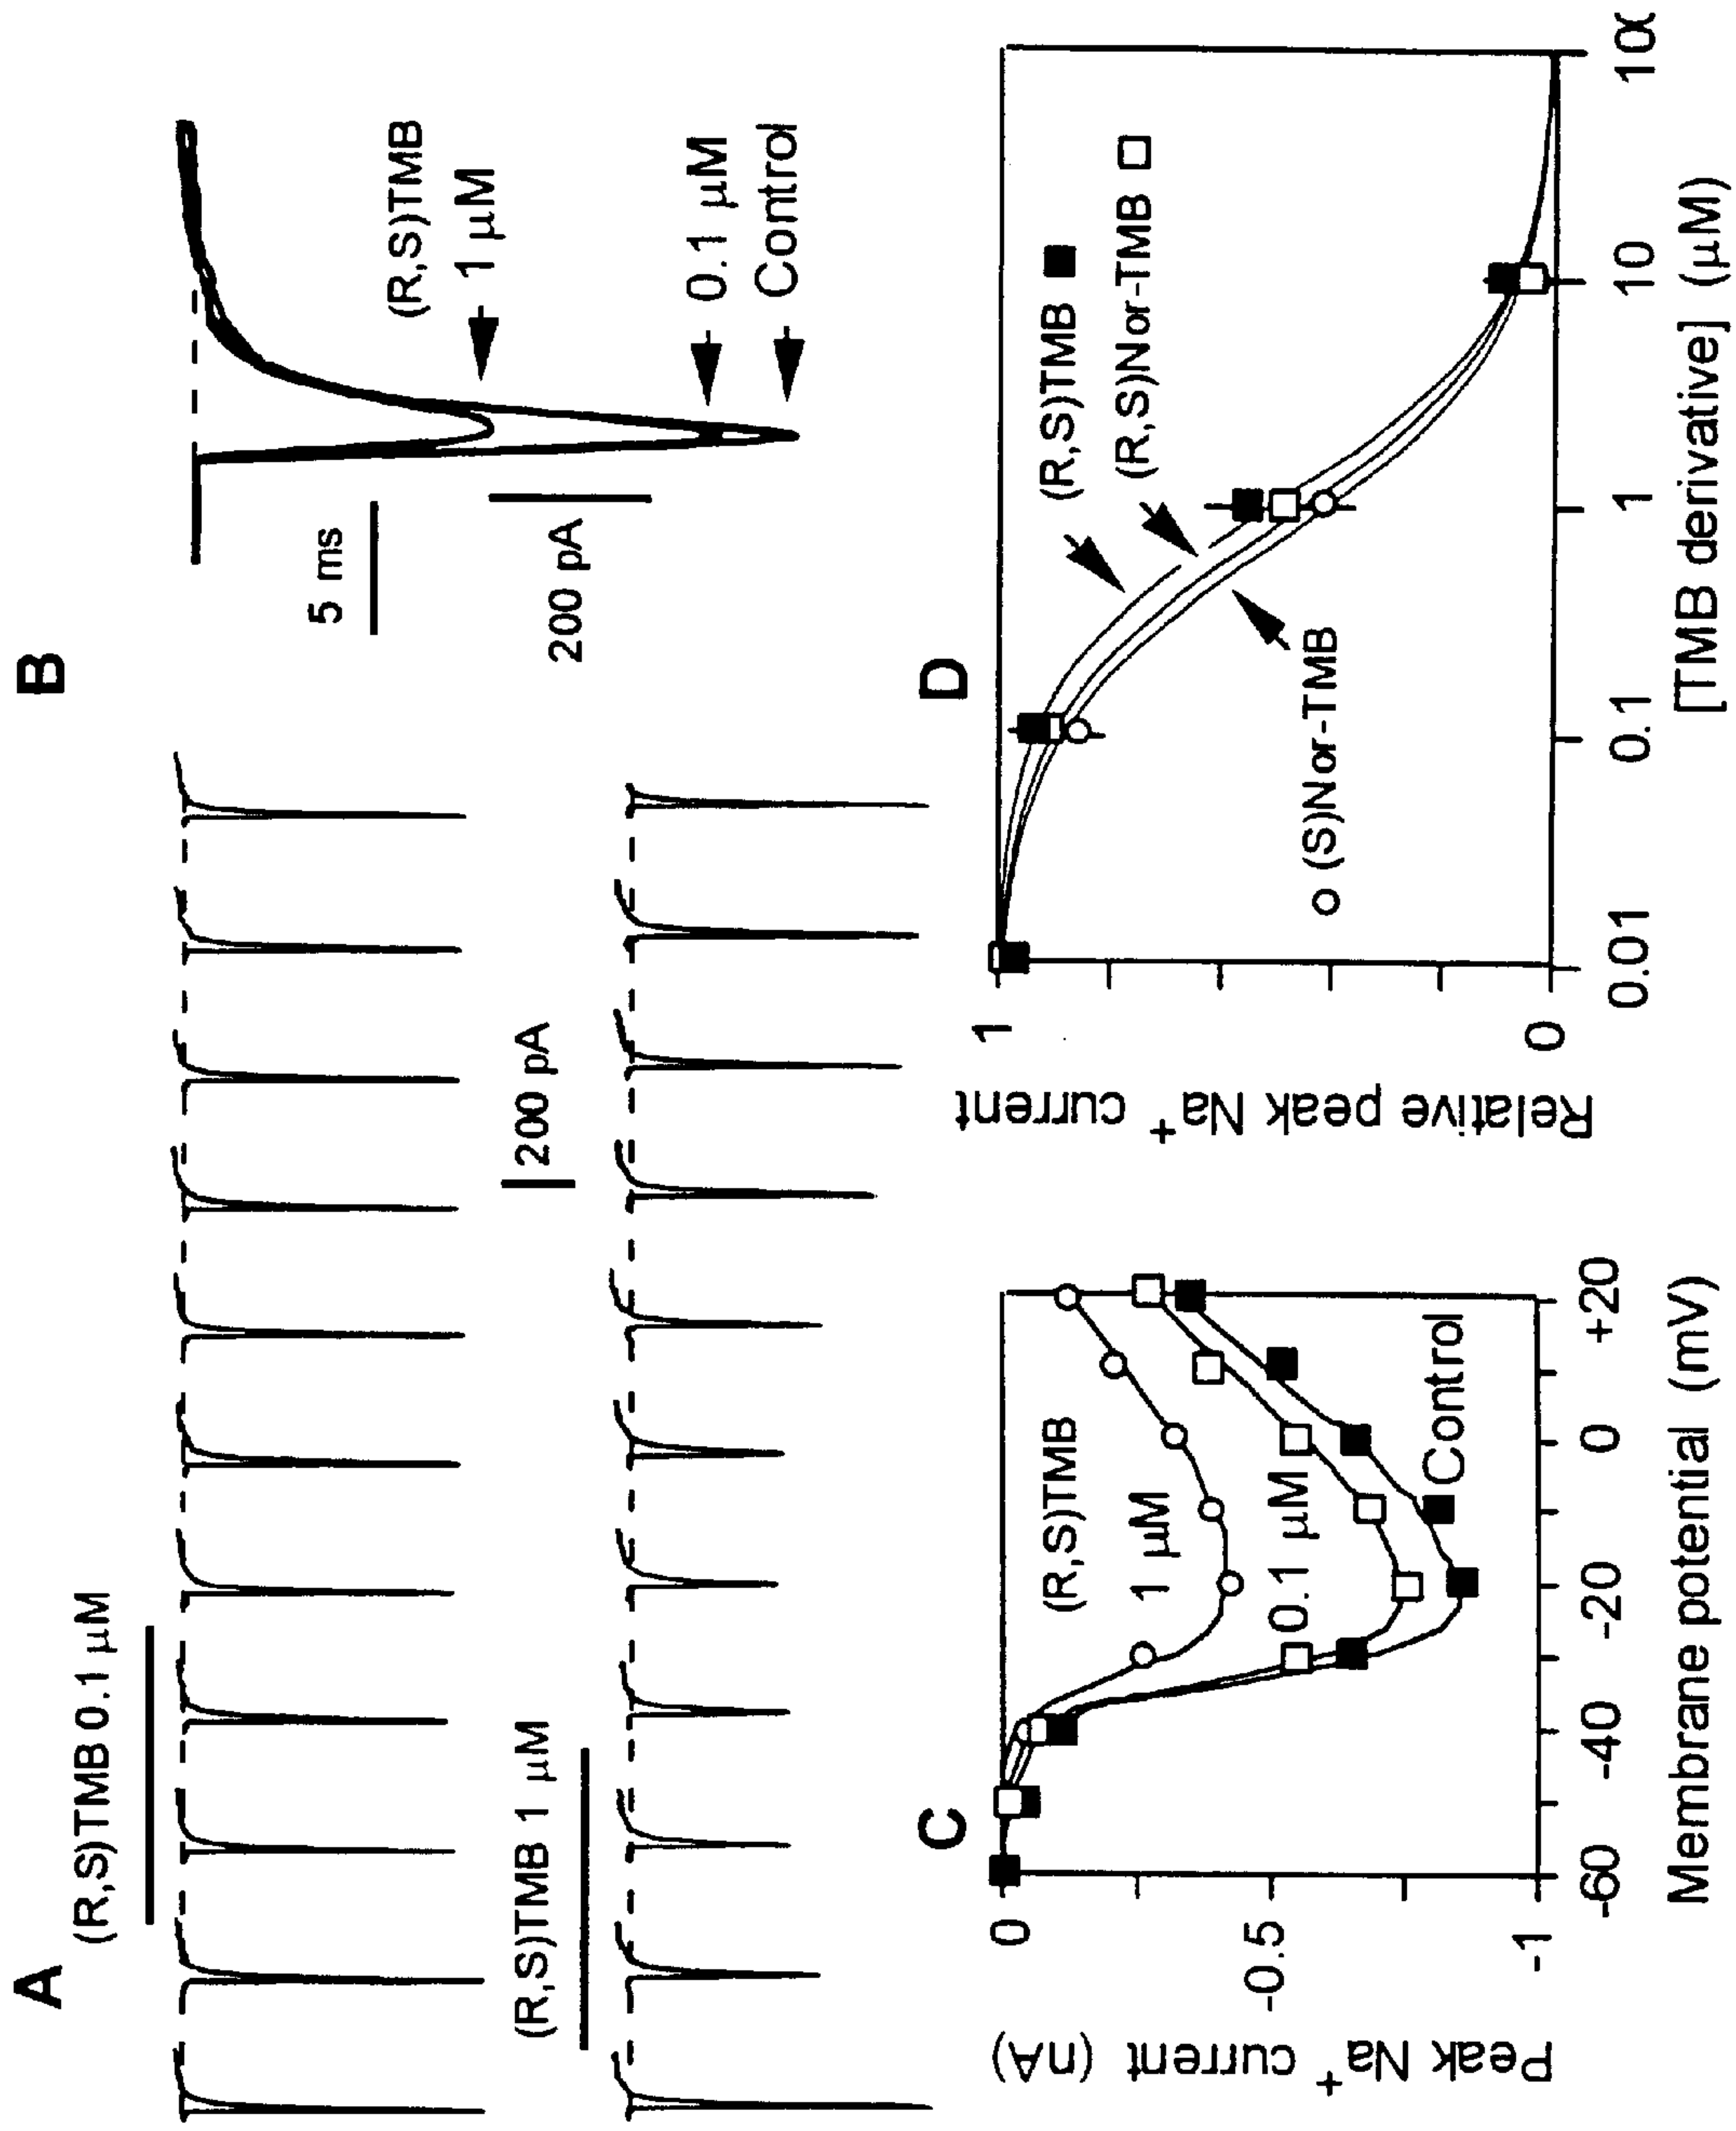 A
(R,S)TMB 0.1 μM
(R,S)TMB 1 μM
200 pA
B
5 ms
200 pA
(R,S)TMB
1 μM
0.1 μM
Control
C
Peak Na+ current (nA)
0
-0.5
-1
(R,S)TMB
1 μM
0.1 μM
Control
-60
-40
-20
0
+20
Membrane potential (mV)
D
Relative peak Na+ current
1
0
(R,S)TMB
(R,S)Nor-TMB
(S)Nor-TMB
0.01
0.1
1
10
100
[TMB derivative] (μM)